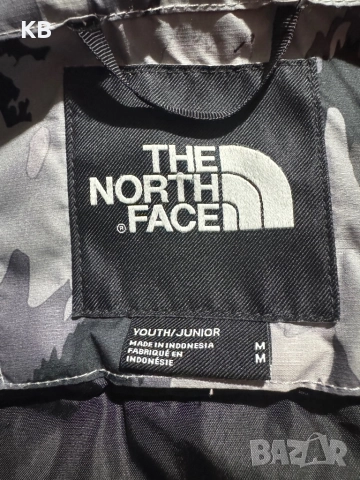 KB
THE
NORTH
FACE
®
YOUTH/JUNIOR
MADE IN INDONESIA M
FABRIQUÉ EN M
INDONÉSIE
BAZAR